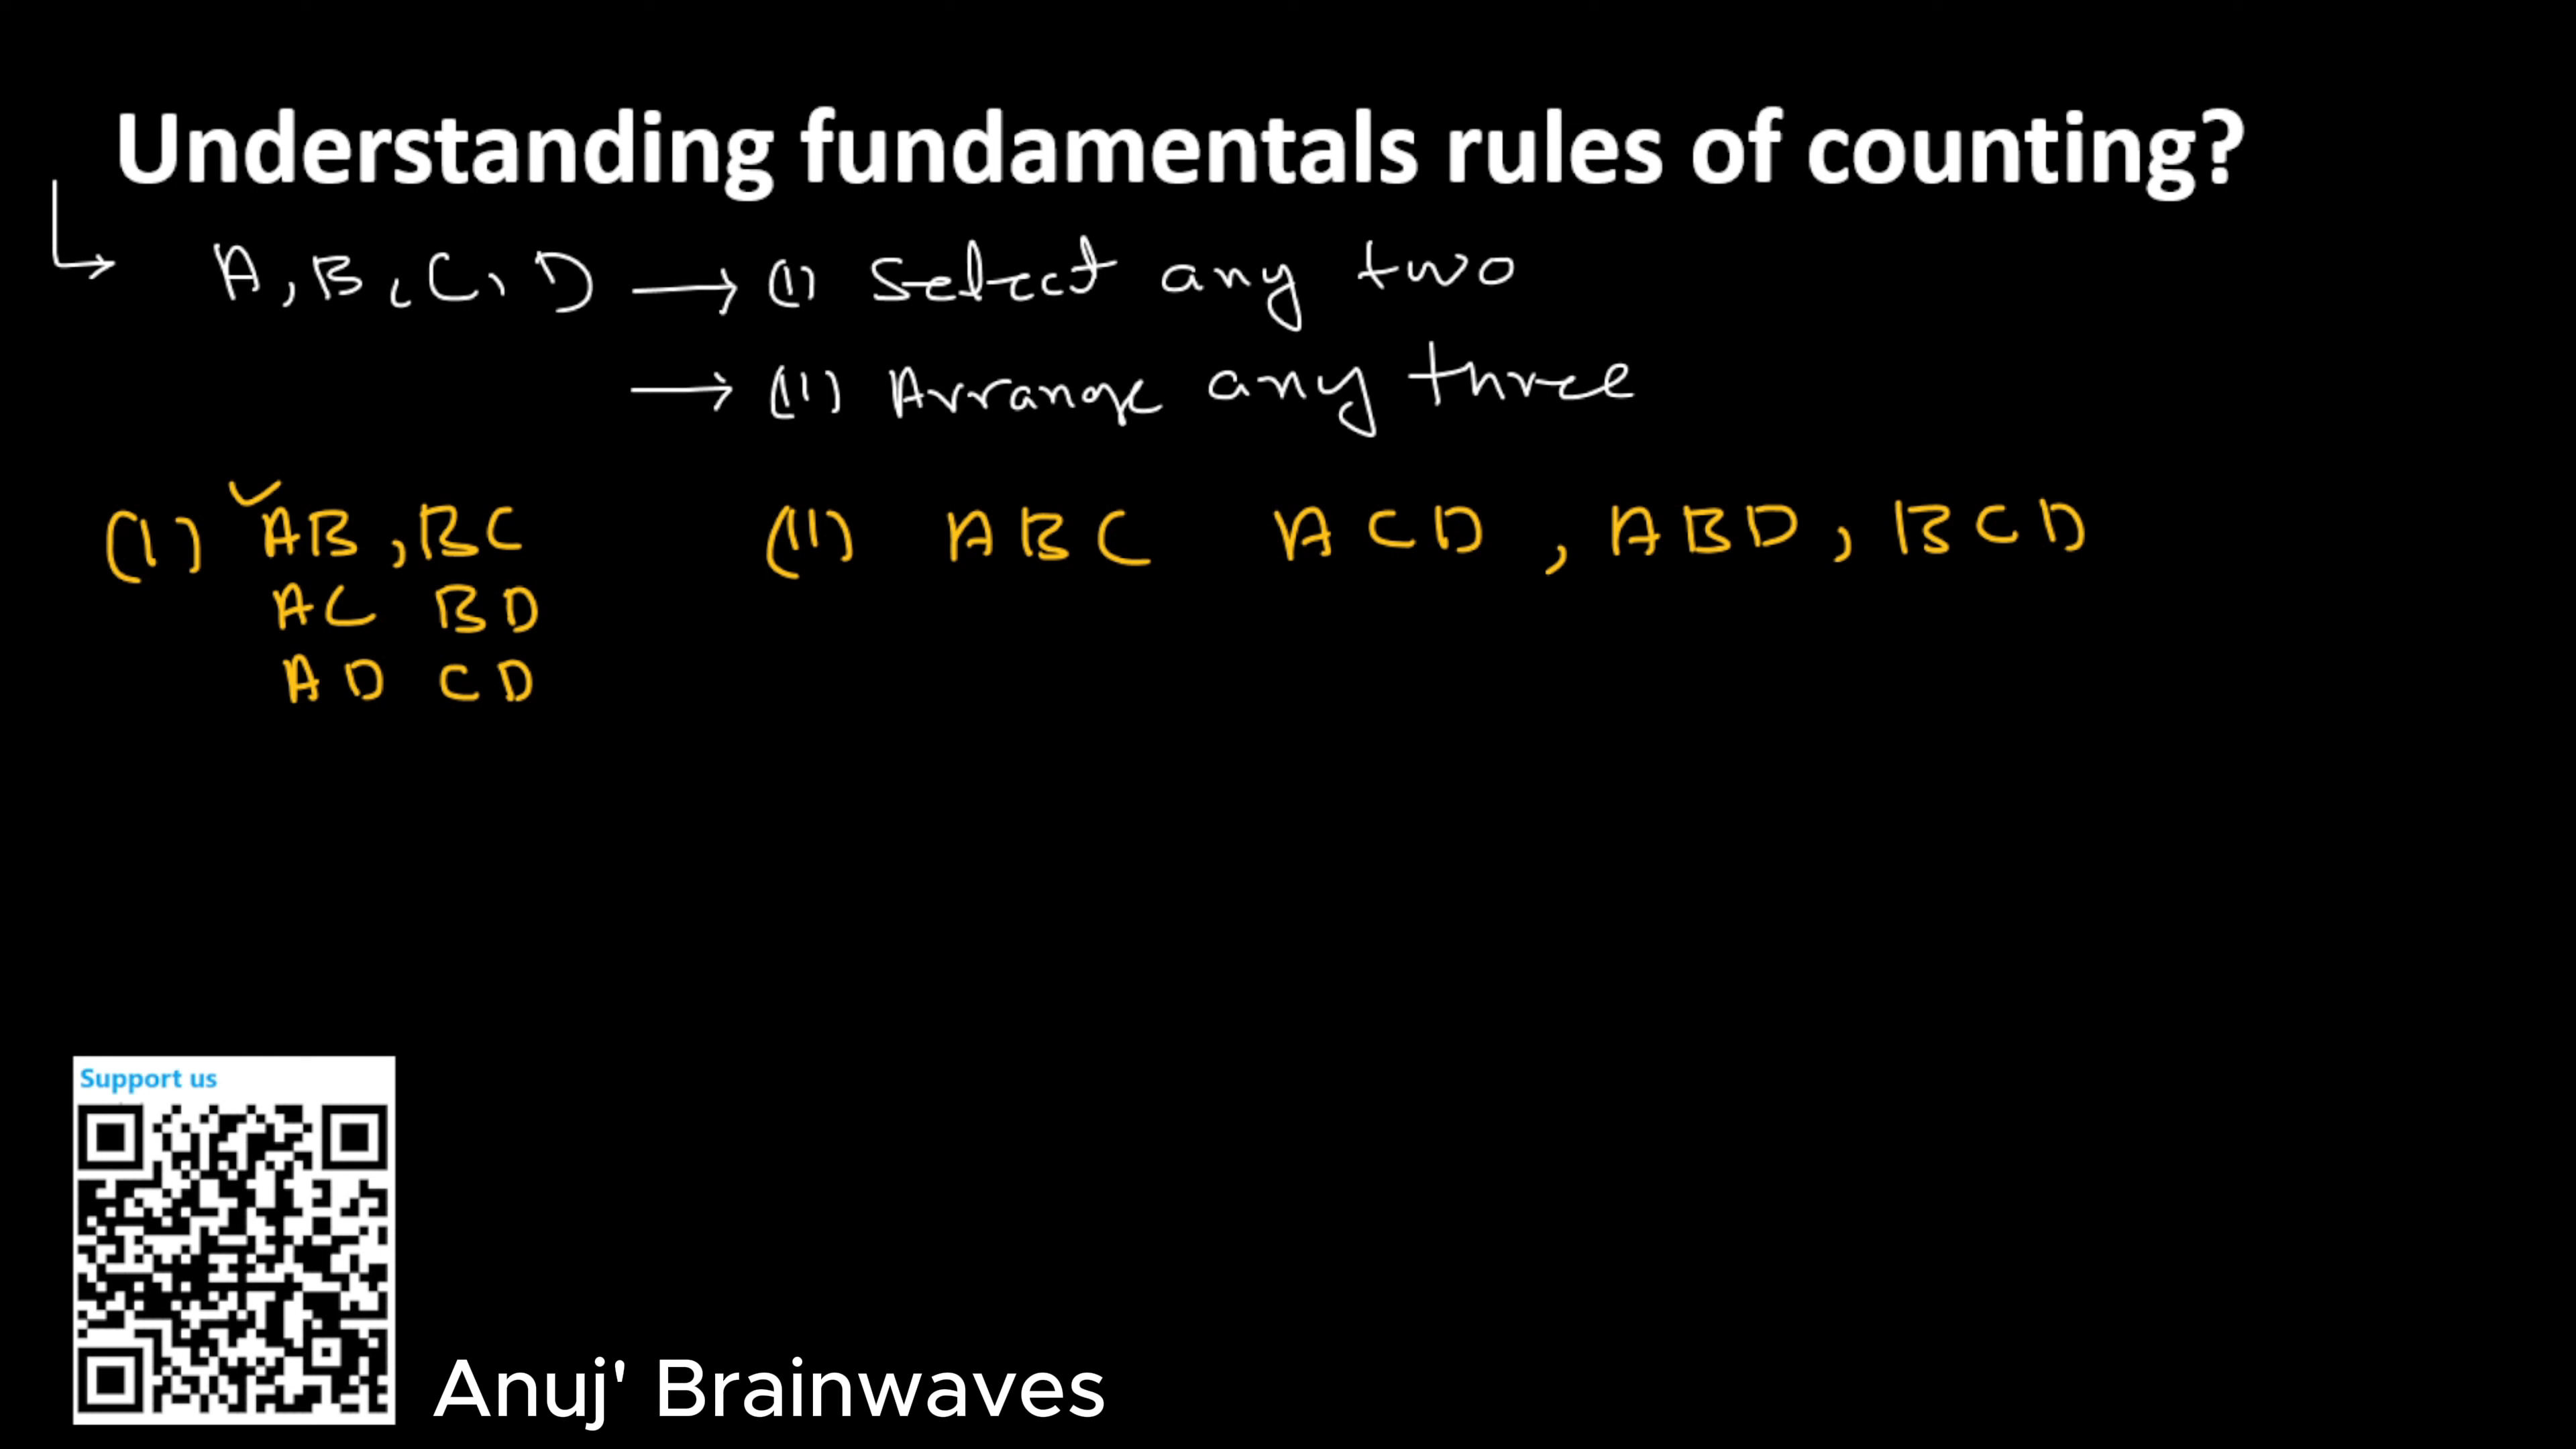 Understanding fundamentals rules of counting?
A, B, C, D → (i) Select any two
→ (ii) Arrange any three
(i) AB, BC
AC BD
AD CD
(ii) ABC ACD, ABD, BCD
Support us
Anuj' Brainwaves